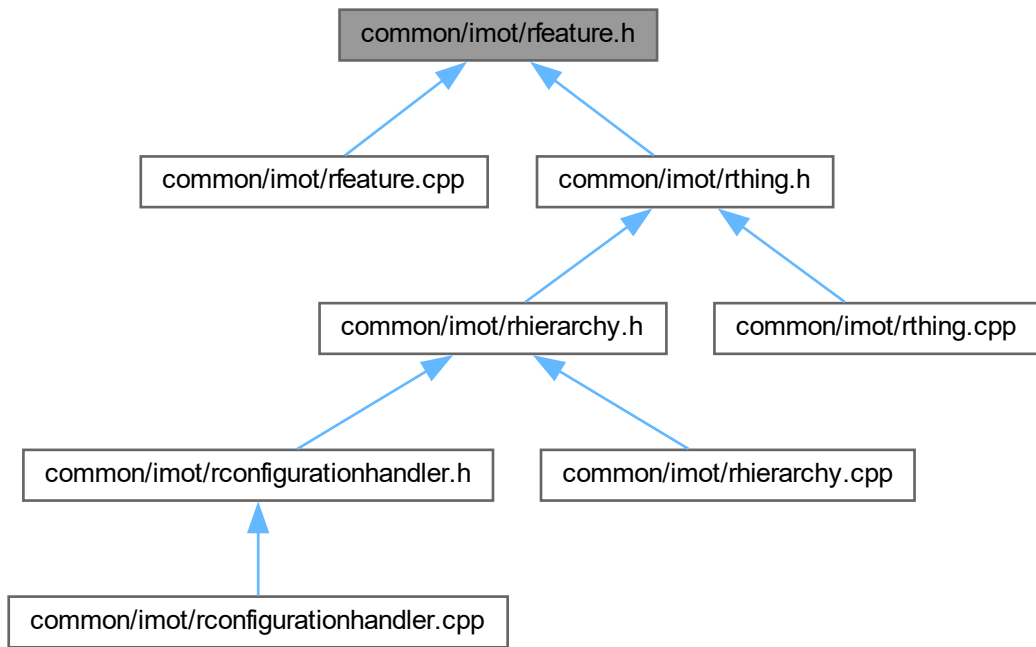 common/imot/rfeature.h
common/imot/rfeature.cpp
common/imot/rthing.h
common/imot/rhierarchy.h
common/imot/rthing.cpp
common/imot/rconfigurationhandler.h
common/imot/rhierarchy.cpp
common/imot/rconfigurationhandler.cpp